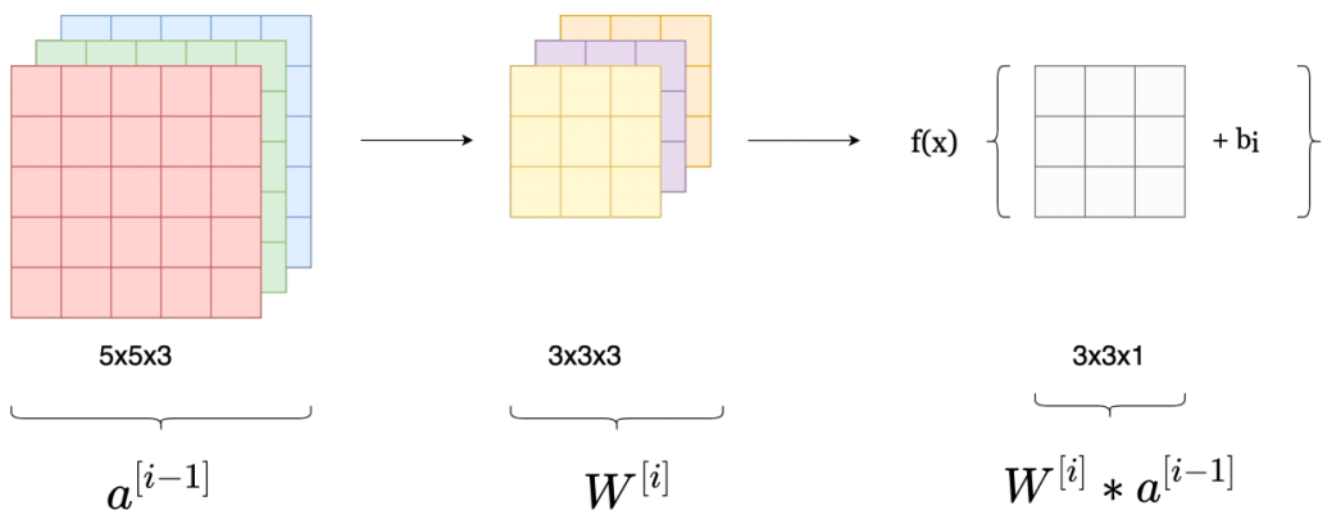 f(x)
+ bi
5x5x3
3x3x3
3x3x1
a^{[i-1]}
W^{[i]}
W^{[i]} * a^{[i-1]}